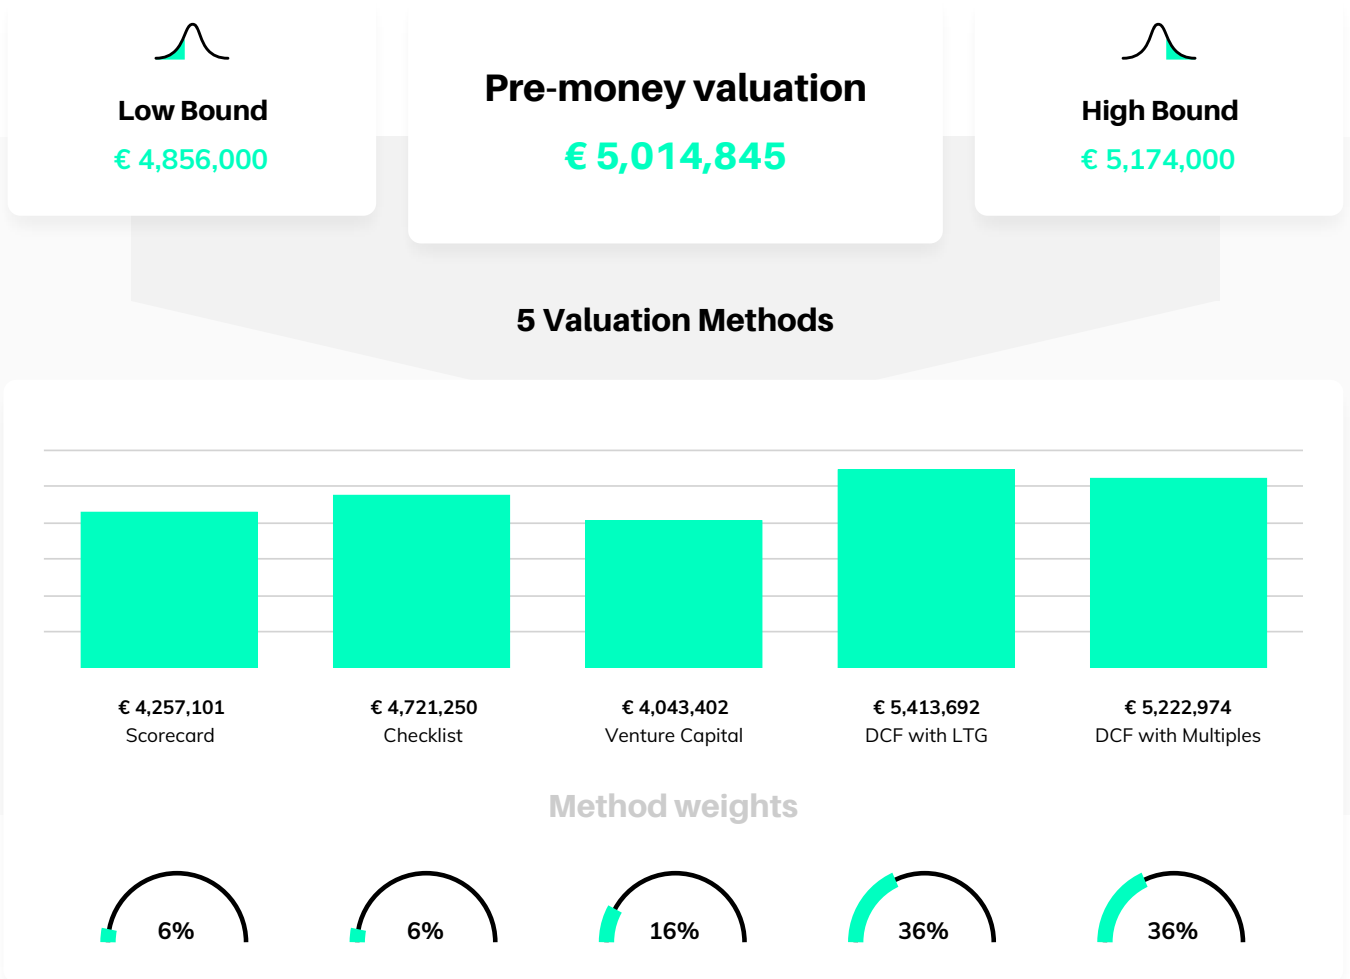 Low Bound
€ 4,856,000
Pre-money valuation
€ 5,014,845
High Bound
€ 5,174,000
5 Valuation Methods
€ 4,257,101
Scorecard
€ 4,721,250
Checklist
€ 4,043,402
Venture Capital
€ 5,413,692
DCF with LTG
€ 5,222,974
DCF with Multiples
Method weights
6%
6%
16%
36%
36%